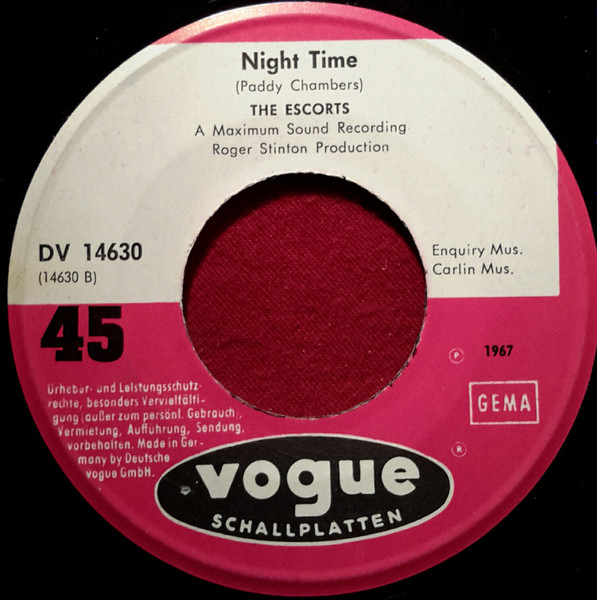 Night Time
(Paddy Chambers)
THE ESCORTS
A Maximum Sound Recording
Roger Stinton Production
DV 14630
(14630 B)
Enquiry Mus.
Carlin Mus.
45
P 1967
GEMA
Urheber- und Leistungsschutz-
rechte, besonders Vervielfälti-
gung (außer zum persönl. Gebrauch),
Vermietung, Aufführung, Sendung,
vorbehalten. Made in Ger-
many by Deutsche
vogue GmbH.
R
vogue
SCHALLPLATTEN